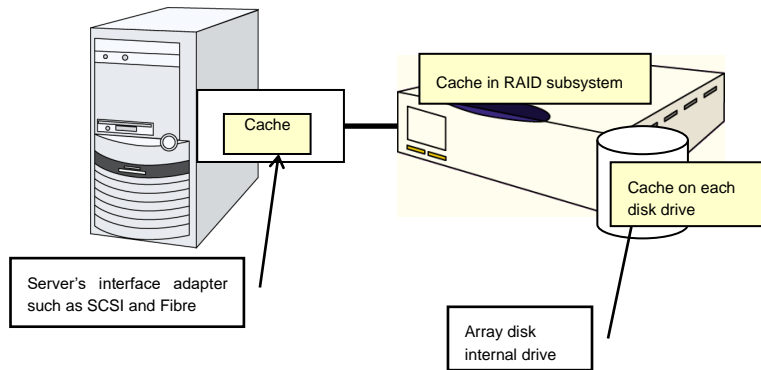 Cache in RAID subsystem
Cache
Cache on each
disk drive
Server’s interface adapter
such as SCSI and Fibre
Array disk
internal drive